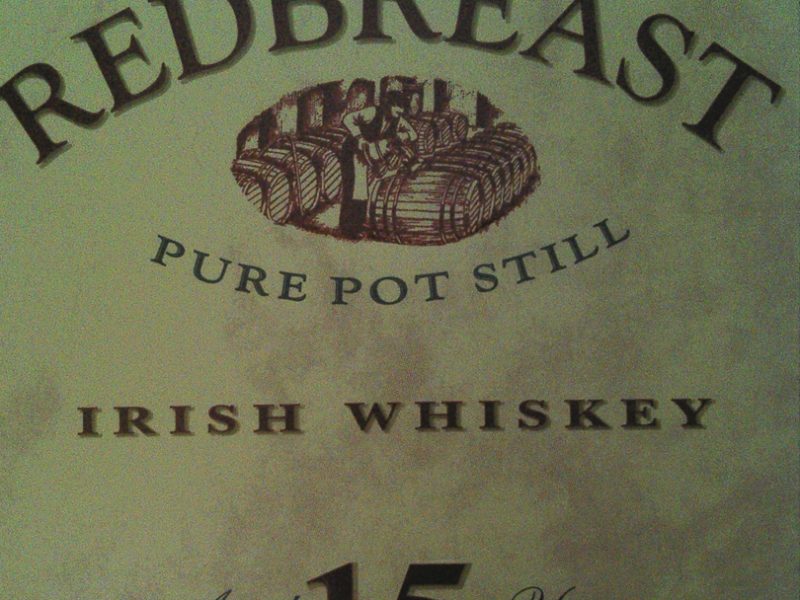 REDBREAST
PURE POT STILL
IRISH WHISKEY
15